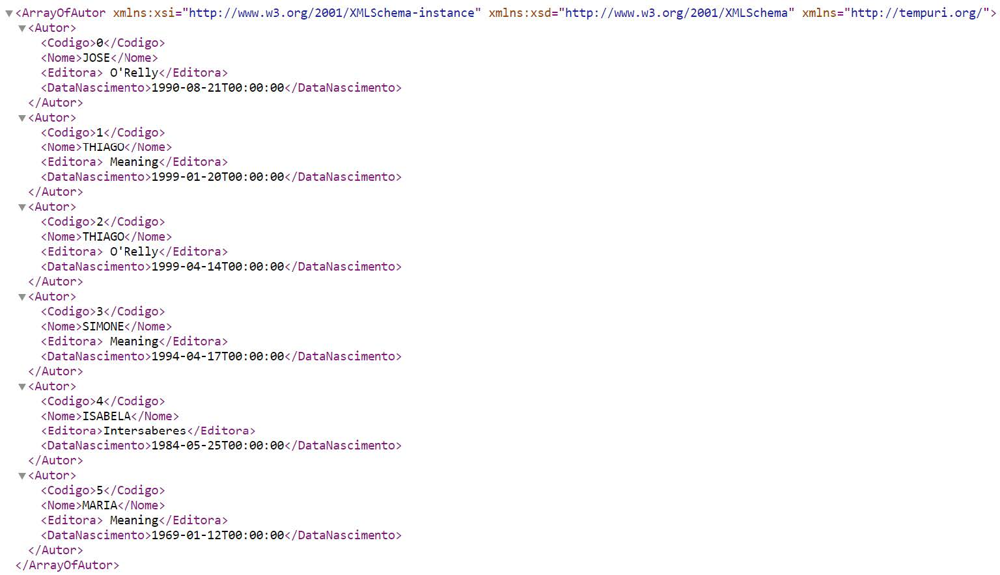 ▼<ArrayOfAutor xmlns:xsi="http://www.w3.org/2001/XMLSchema-instance" xmlns:xsd="http://www.w3.org/2001/XMLSchema" xmlns="http://tempuri.org/">
▼<Autor>
<Codigo>0</Codigo>
<Nome>JOSE</Nome>
<Editora> O'Relly</Editora>
<DataNascimento>1990-08-21T00:00:00</DataNascimento>
</Autor>
▼<Autor>
<Codigo>1</Codigo>
<Nome>THIAGO</Nome>
<Editora> Meaning</Editora>
<DataNascimento>1999-01-20T00:00:00</DataNascimento>
</Autor>
▼<Autor>
<Codigo>2</Codigo>
<Nome>THIAGO</Nome>
<Editora> O'Relly</Editora>
<DataNascimento>1999-04-14T00:00:00</DataNascimento>
</Autor>
▼<Autor>
<Codigo>3</Codigo>
<Nome>SIMONE</Nome>
<Editora> Meaning</Editora>
<DataNascimento>1994-04-17T00:00:00</DataNascimento>
</Autor>
▼<Autor>
<Codigo>4</Codigo>
<Nome>ISABELA</Nome>
<Editora>Intersaberes</Editora>
<DataNascimento>1984-05-25T00:00:00</DataNascimento>
</Autor>
▼<Autor>
<Codigo>5</Codigo>
<Nome>MARIA</Nome>
<Editora> Meaning</Editora>
<DataNascimento>1969-01-12T00:00:00</DataNascimento>
</Autor>
</ArrayOfAutor>